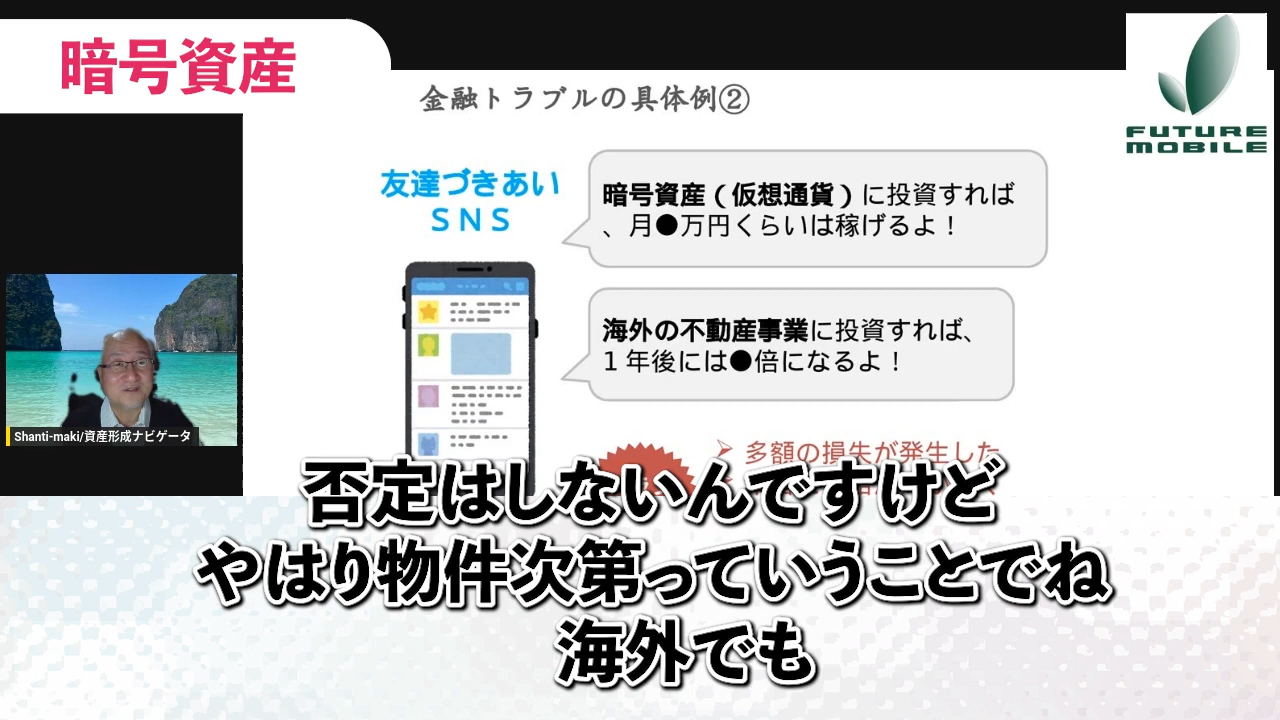 暗号資産
FUTURE
MOBILE
金融トラブルの具体例②
友達づきあい
ＳＮＳ
暗号資産（仮想通貨）に投資すれば
、月●万円くらいは稼げるよ！
海外の不動産事業に投資すれば、
１年後には●倍になるよ！
多額の損失が発生した
Shanti-maki/資産形成ナビゲータ
否定はしないんですけど
やはり物件次第っていうことでね
海外でも